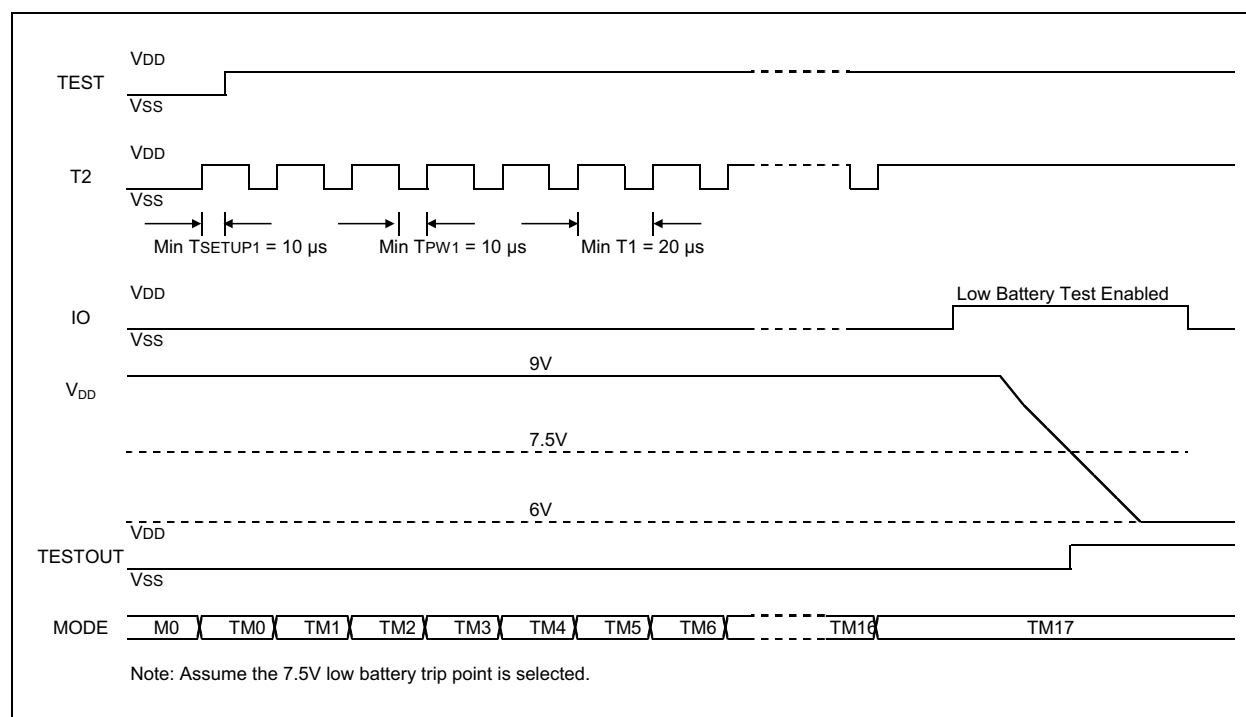 VDD
TEST
VSS
VDD
T2
VSS
Min TSETUP1 = 10 µs
Min TPW1 = 10 µs
Min T1 = 20 µs
VDD
Low Battery Test Enabled
IO
VSS
9V
VDD
7.5V
6V
VDD
TESTOUT
VSS
MODE M0 TM0 TM1 TM2 TM3 TM4 TM5 TM6 TM16 TM17
Note: Assume the 7.5V low battery trip point is selected.